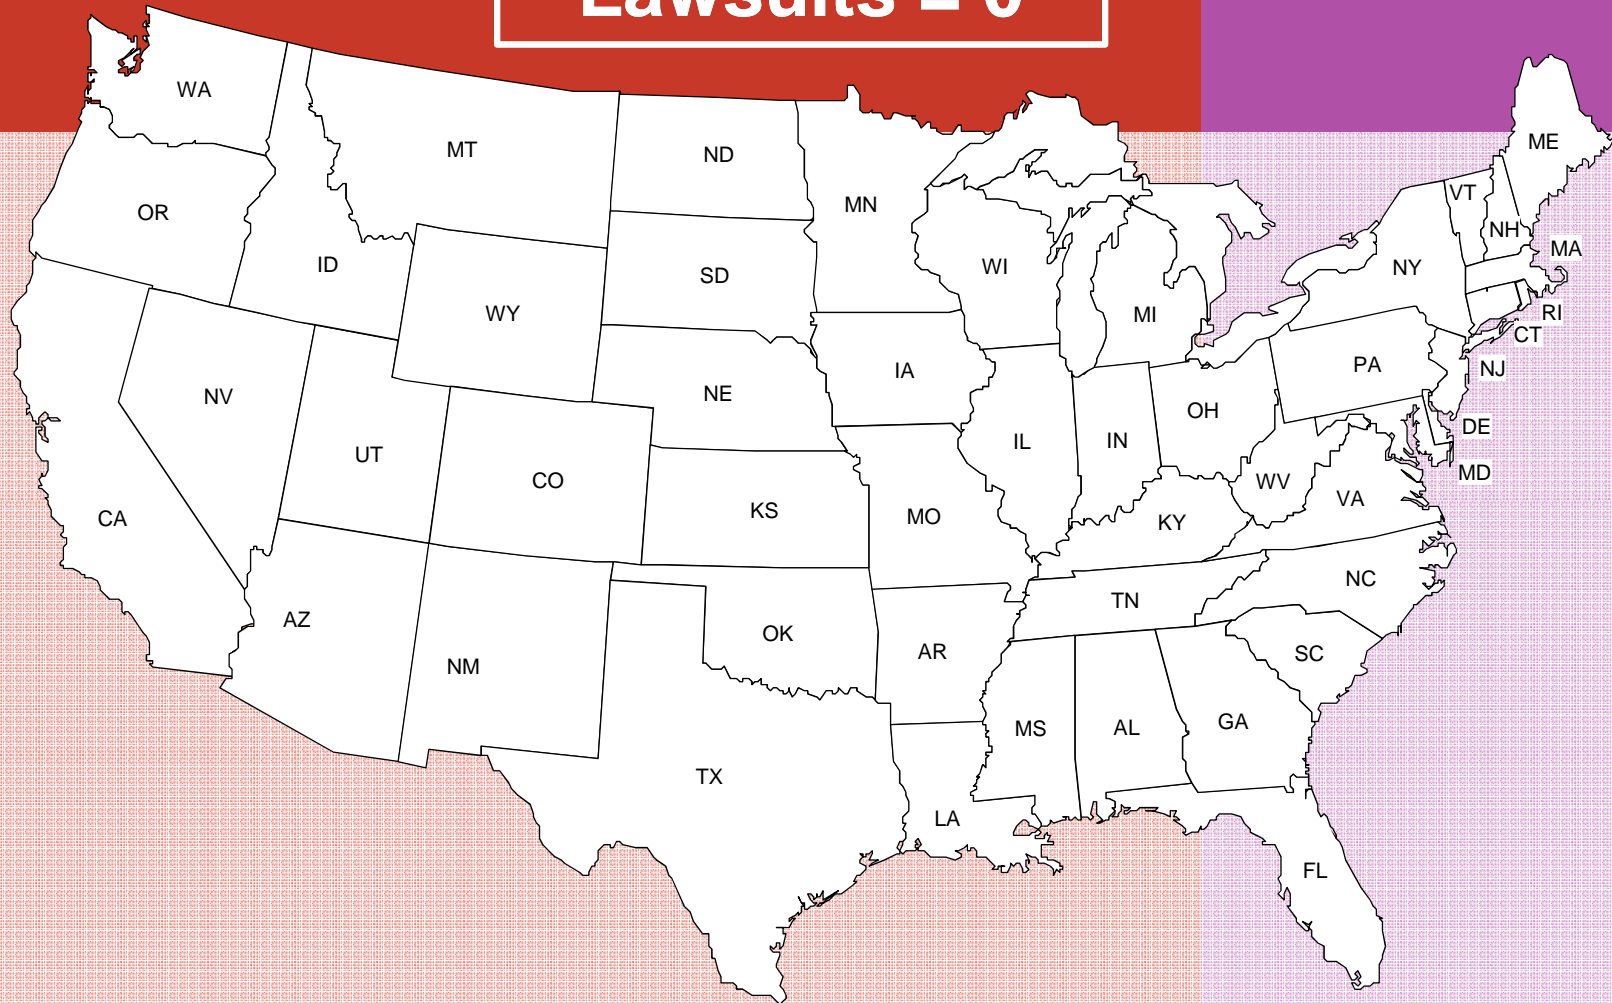 Lawsuits = 0
WA
MT
ND
MN
ME
VT
NH
MA
OR
ID
SD
WI
NY
WY
MI
RI
CT
IA
PA
NJ
NV
NE
OH
DE
UT
IL
IN
MD
CO
WV
VA
CA
KS
MO
KY
AZ
NC
OK
TN
NM
AR
SC
TX
MS
AL
GA
LA
FL